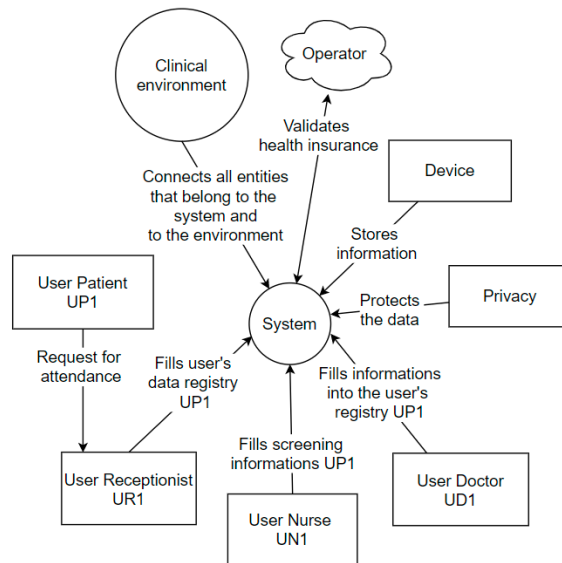 Clinical
environment
Operator
Validates
health insurance
Connects all entities
that belong to the
system and
to the environment
Device
Stores
information
User Patient
UP1
System
Protects
the data
Privacy
Request for
attendance
Fills user's
data registry
UP1
Fills informations
into the user's
registry UP1
Fills screening
informations UP1
User Receptionist
UR1
User Nurse
UN1
User Doctor
UD1